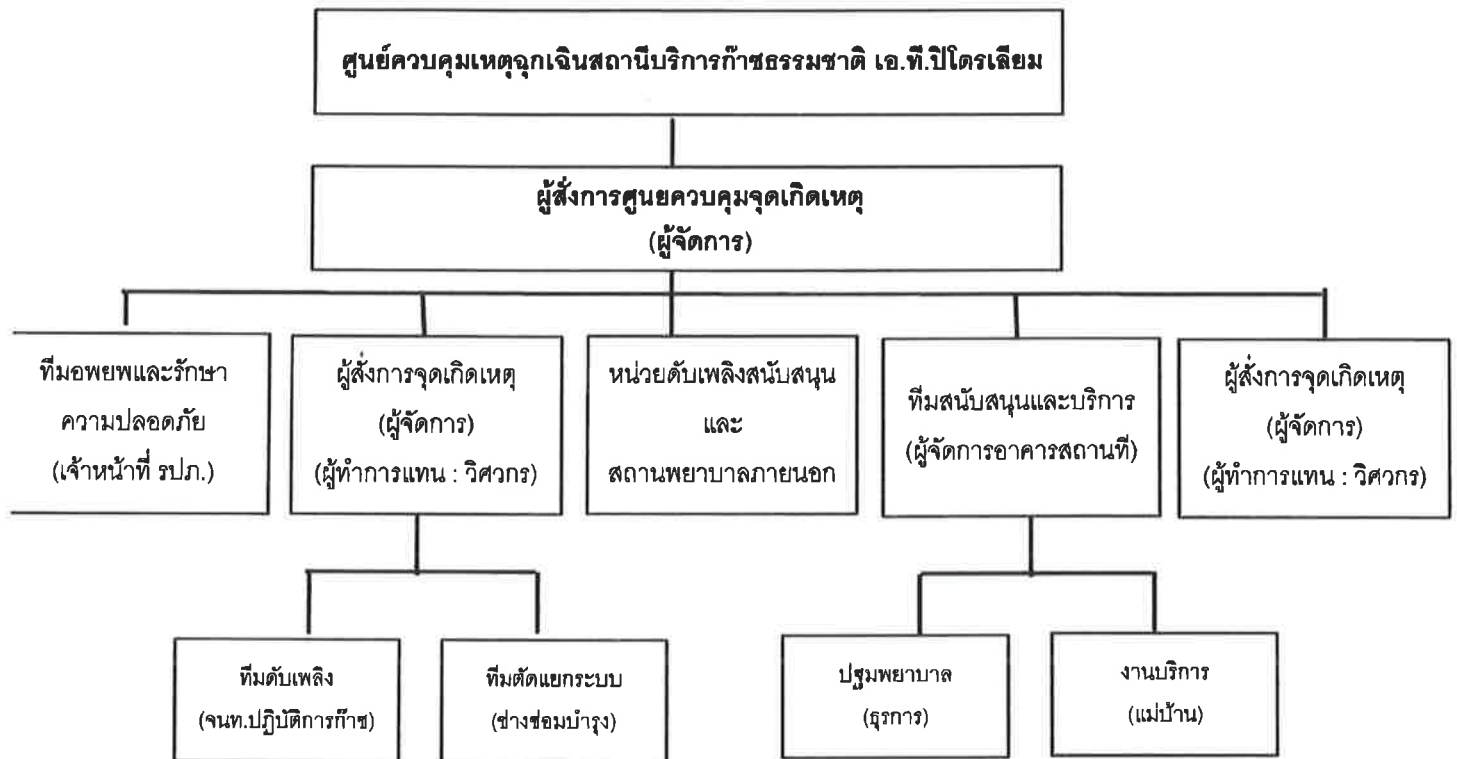 ศูนย์ควบคุมเหตุฉุกเฉินสถานีบริการก๊าซธรรมชาติ เอ.ที.ปิโตรเลียม
ผู้สั่งการศูนยควบคุมจุดเกิดเหตุ
(ผู้จัดการ)
ทีมอพยพและรักษา
ความปลอดภัย
(เจ้าหน้าที่ รปภ.)
ผู้สั่งการจุดเกิดเหตุ
(ผู้จัดการ)
(ผู้ทำการแทน : วิศวกร)
หน่วยดับเพลิงสนับสนุน
และ
สถานพยาบาลภายนอก
ทีมสนับสนุนและบริการ
(ผู้จัดการอาคารสถานที่)
ผู้สั่งการจุดเกิดเหตุ
(ผู้จัดการ)
(ผู้ทำการแทน : วิศวกร)
ทีมดับเพลิง
(จนท.ปฏิบัติการก๊าซ)
ทีมตัดแยกระบบ
(ช่างซ่อมบำรุง)
ปฐมพยาบาล
(ธุรการ)
งานบริการ
(แม่บ้าน)